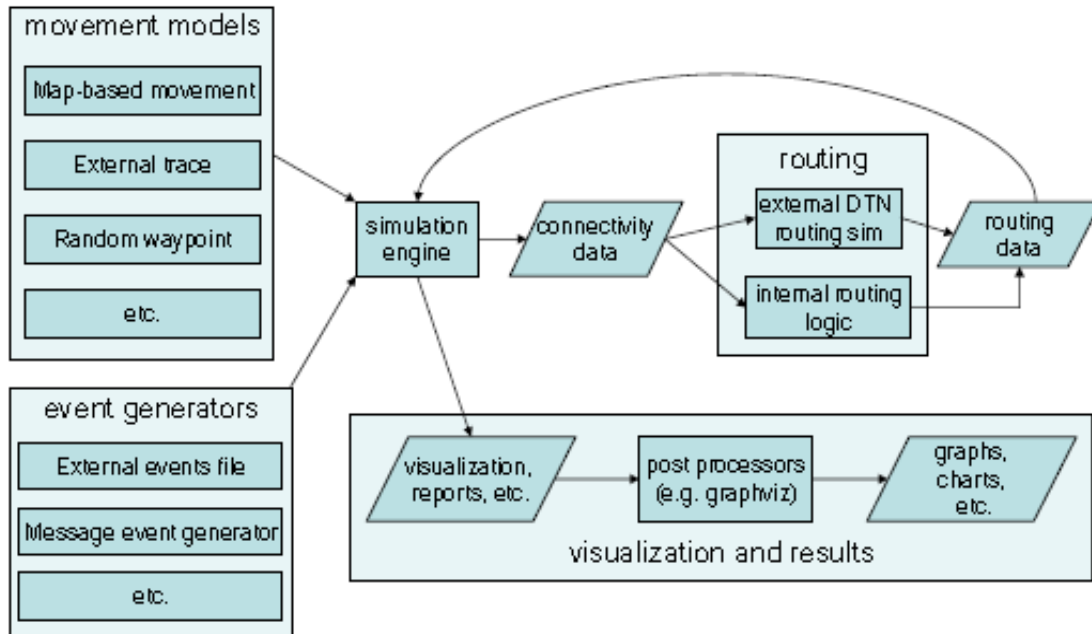 movement models
Map-based movement
External trace
Random waypoint
etc.
event generators
External events file
Message event generator
etc.
simulation
engine
connectivity
data
routing
external DTN
routing sim
internal routing
logic
routing
data
visualization,
reports, etc.
post processors
(e.g. graphviz)
graphs,
charts,
etc.
visualization and results